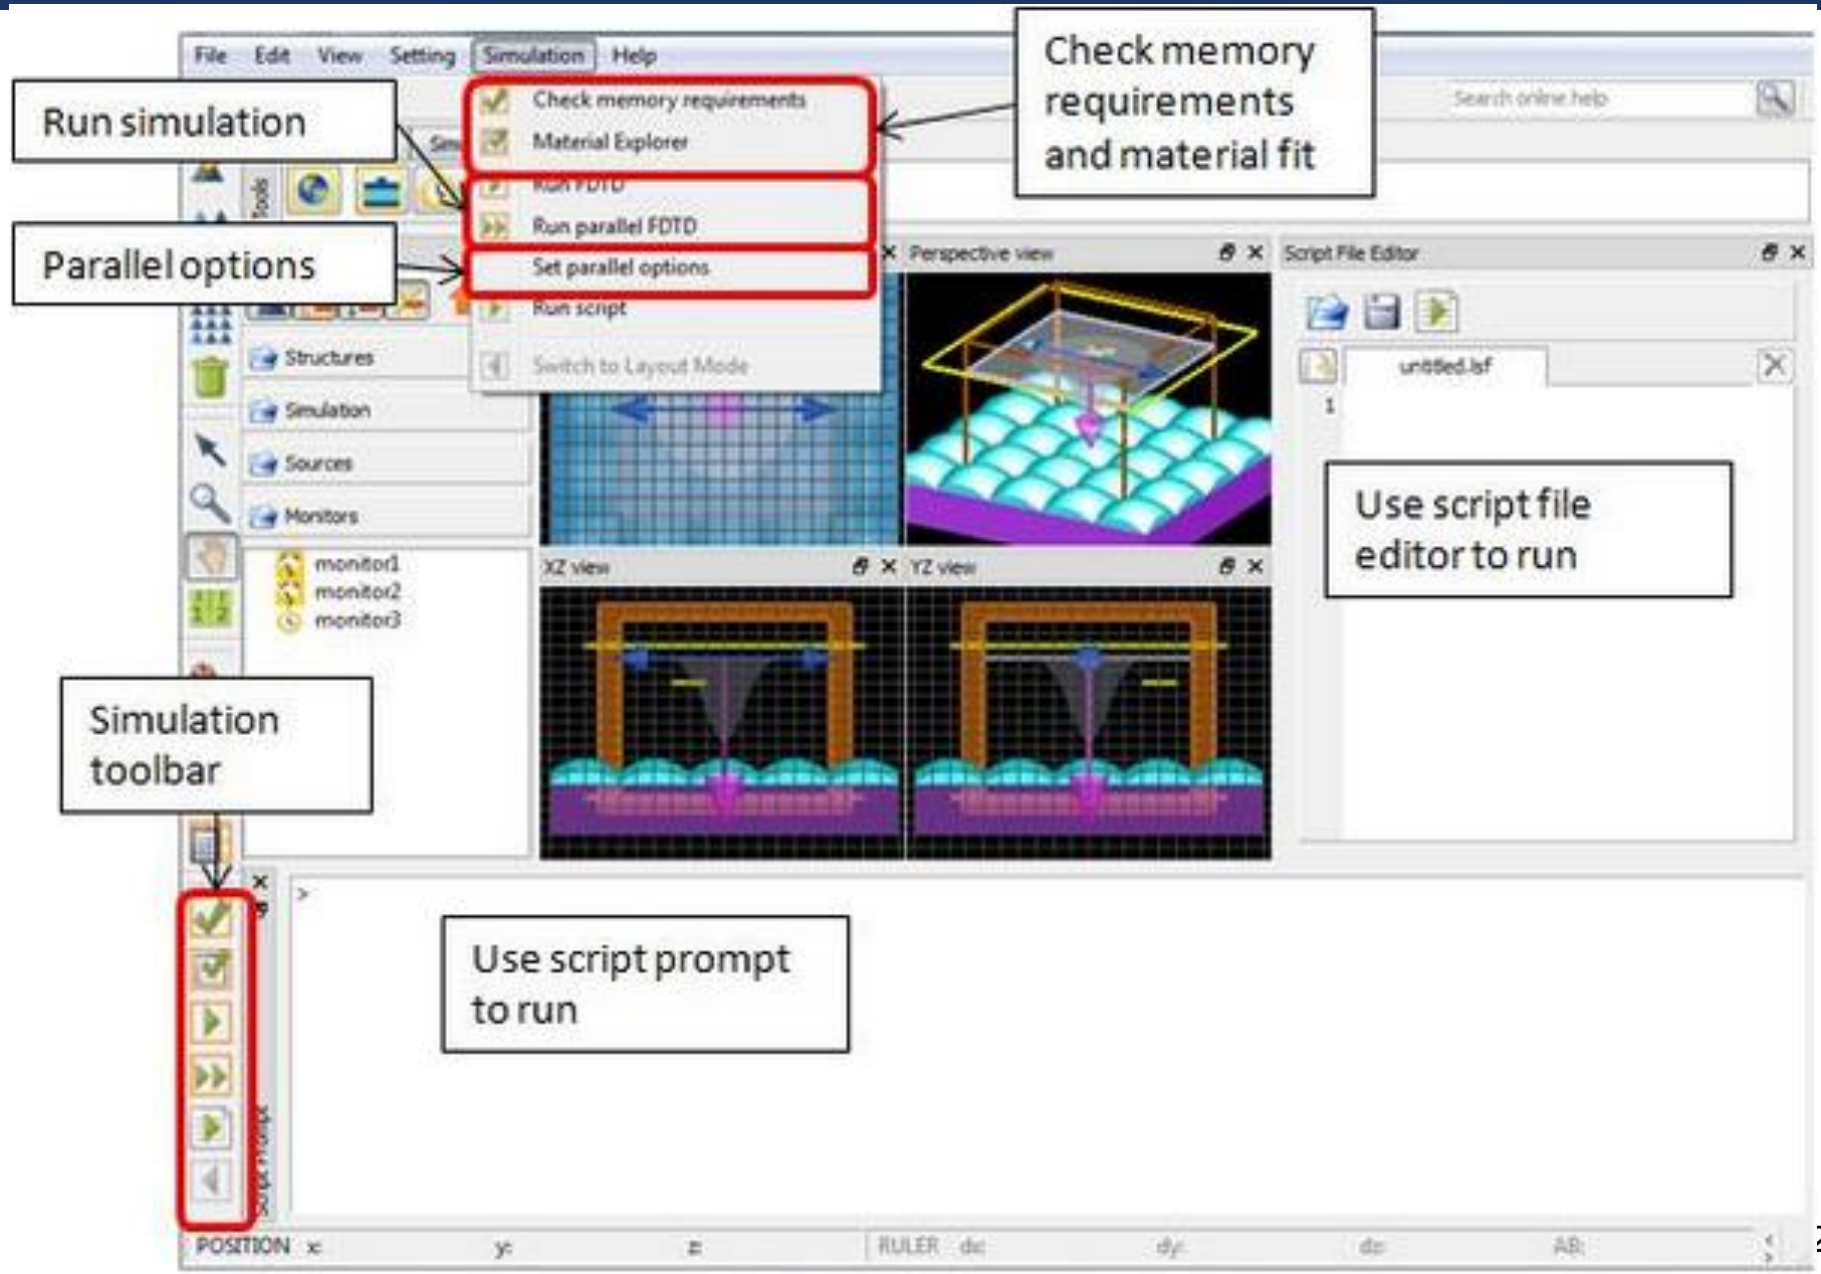 File Edit View Setting Simulation Help
Check memory
requirements
and material fit
Run simulation
Check memory requirements
Search online help
Material Explorer
Tools
Run FDTD
Run parallel FDTD
Parallel options
Set parallel options
Perspective view
Script File Editor
Run script
Structures
Switch to Layout Mode
untitled.lsf
Simulation
1
Sources
Use script file
editor to run
Monitors
monitor1
XZ view
YZ view
monitor2
monitor3
Simulation
toolbar
>
Use script prompt
to run
Script Prompt
POSITION x: y: z: RULER dx: dy: dz: AB: